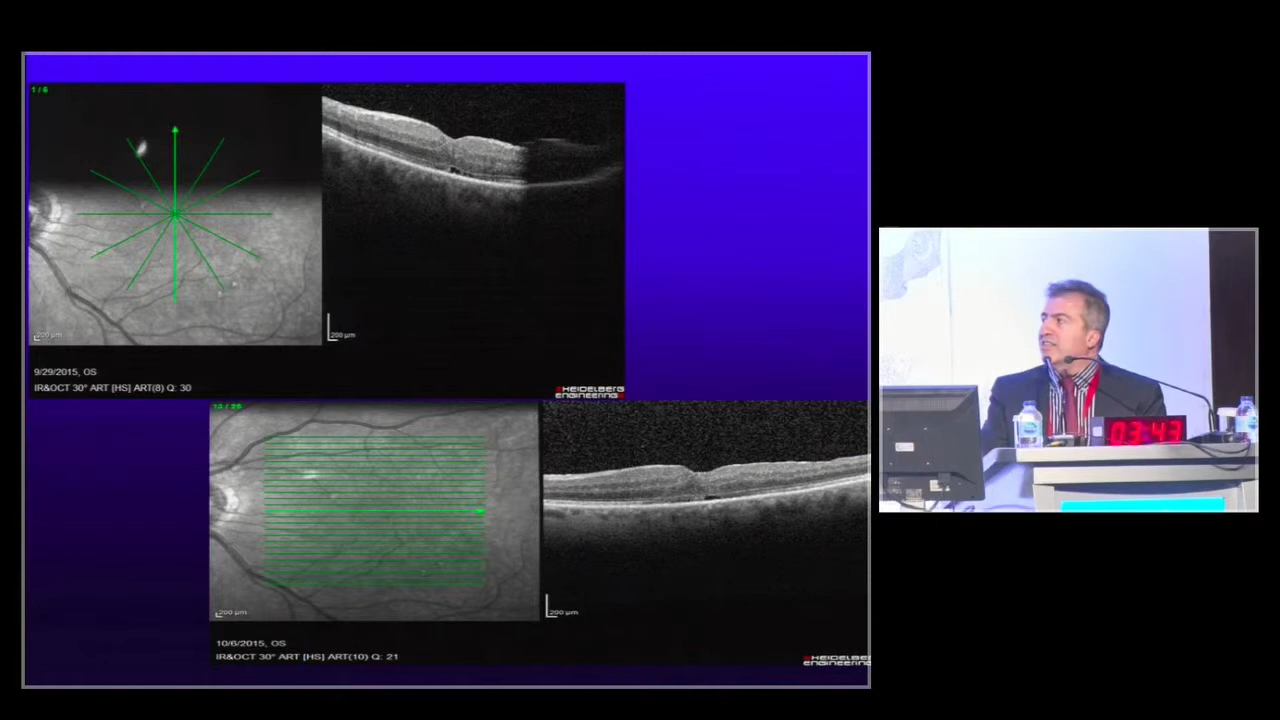 1 / 6
200 µm
200 µm
9/29/2015, OS
IR&OCT 30° ART [HS] ART(8) Q: 30
HEIDELBERG
ENGINEERING
200 µm
200 µm
10/6/2015, OS
IR&OCT 30° ART [HS] ART(10) Q: 21
HEIDELBERG
ENGINEERING
03:43